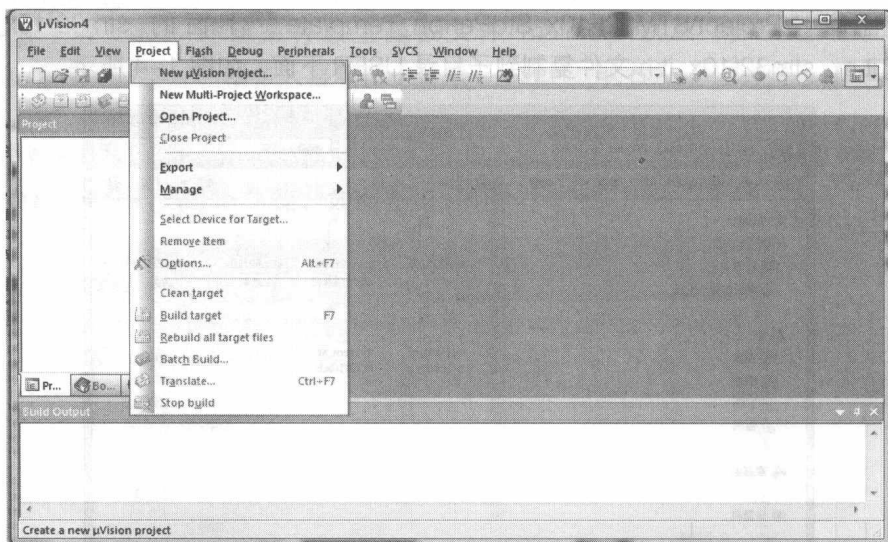 µVision4
File Edit View Project Flash Debug Peripherals Tools SVCS Window Help
New µVision Project...
New Multi-Project Workspace...
Open Project...
Close Project
Export
Manage
Select Device for Target...
Remove Item
Options... Alt+F7
Clean target
Build target F7
Rebuild all target files
Batch Build...
Translate... Ctrl+F7
Stop build
Project
Pr... Bo...
Build Output
Create a new µVision project